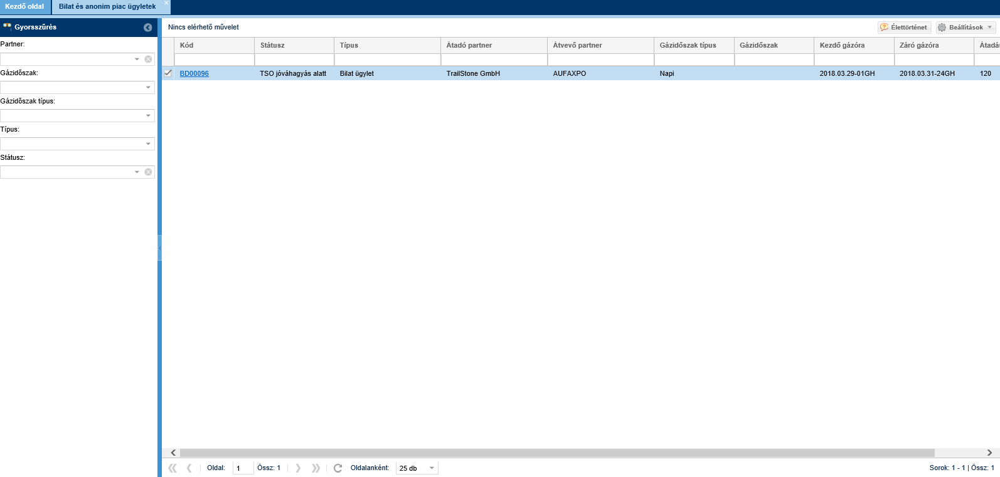 Kezdő oldal
Bilat és anonim piac ügyletek
Gyorsszűrés
Partner:
Gázidőszak:
Gázidőszak típus:
Típus:
Státusz:
Nincs elérhető művelet
Élettörténet
Beállítások
Kód Státusz Típus Átadó partner Átvevő partner Gázidőszak típus Gázidőszak Kezdő gázóra Záró gázóra Átadás
BD00096 TSO jóváhagyás alatt Bilat ügylet TrailStone GmbH AUFAXPO Napi 2018.03.29-01GH 2018.03.31-24GH 120
Oldal: 1 Össz: 1 Oldalanként: 25 db Sorok: 1 - 1 | Össz: 1